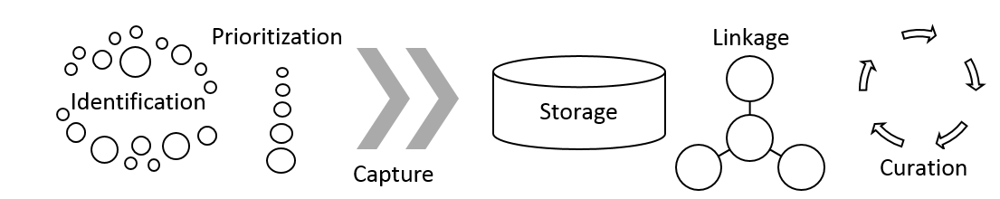 Identification
Prioritization
Capture
Storage
Linkage
Curation